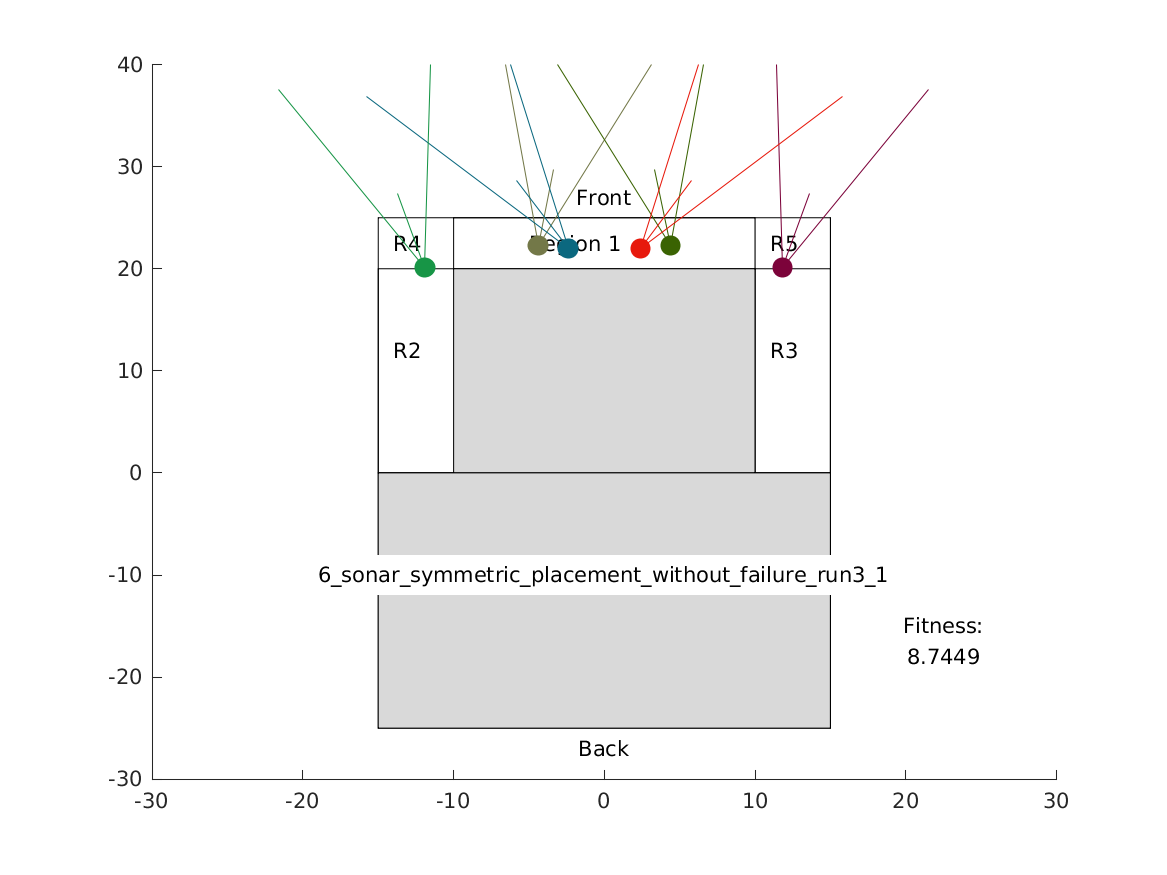 40
30
Front
R4
Region 1
R5
20
R2
R3
10
0
-10
6_sonar_symmetric_placement_without_failure_run3_1
Fitness:
8.7449
-20
Back
-30
-30
-20
-10
0
10
20
30